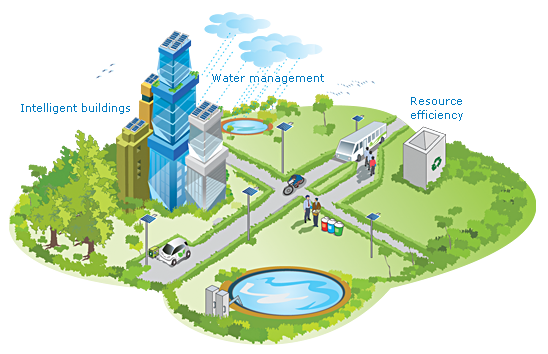 Water management
Intelligent buildings
Resource
efficiency